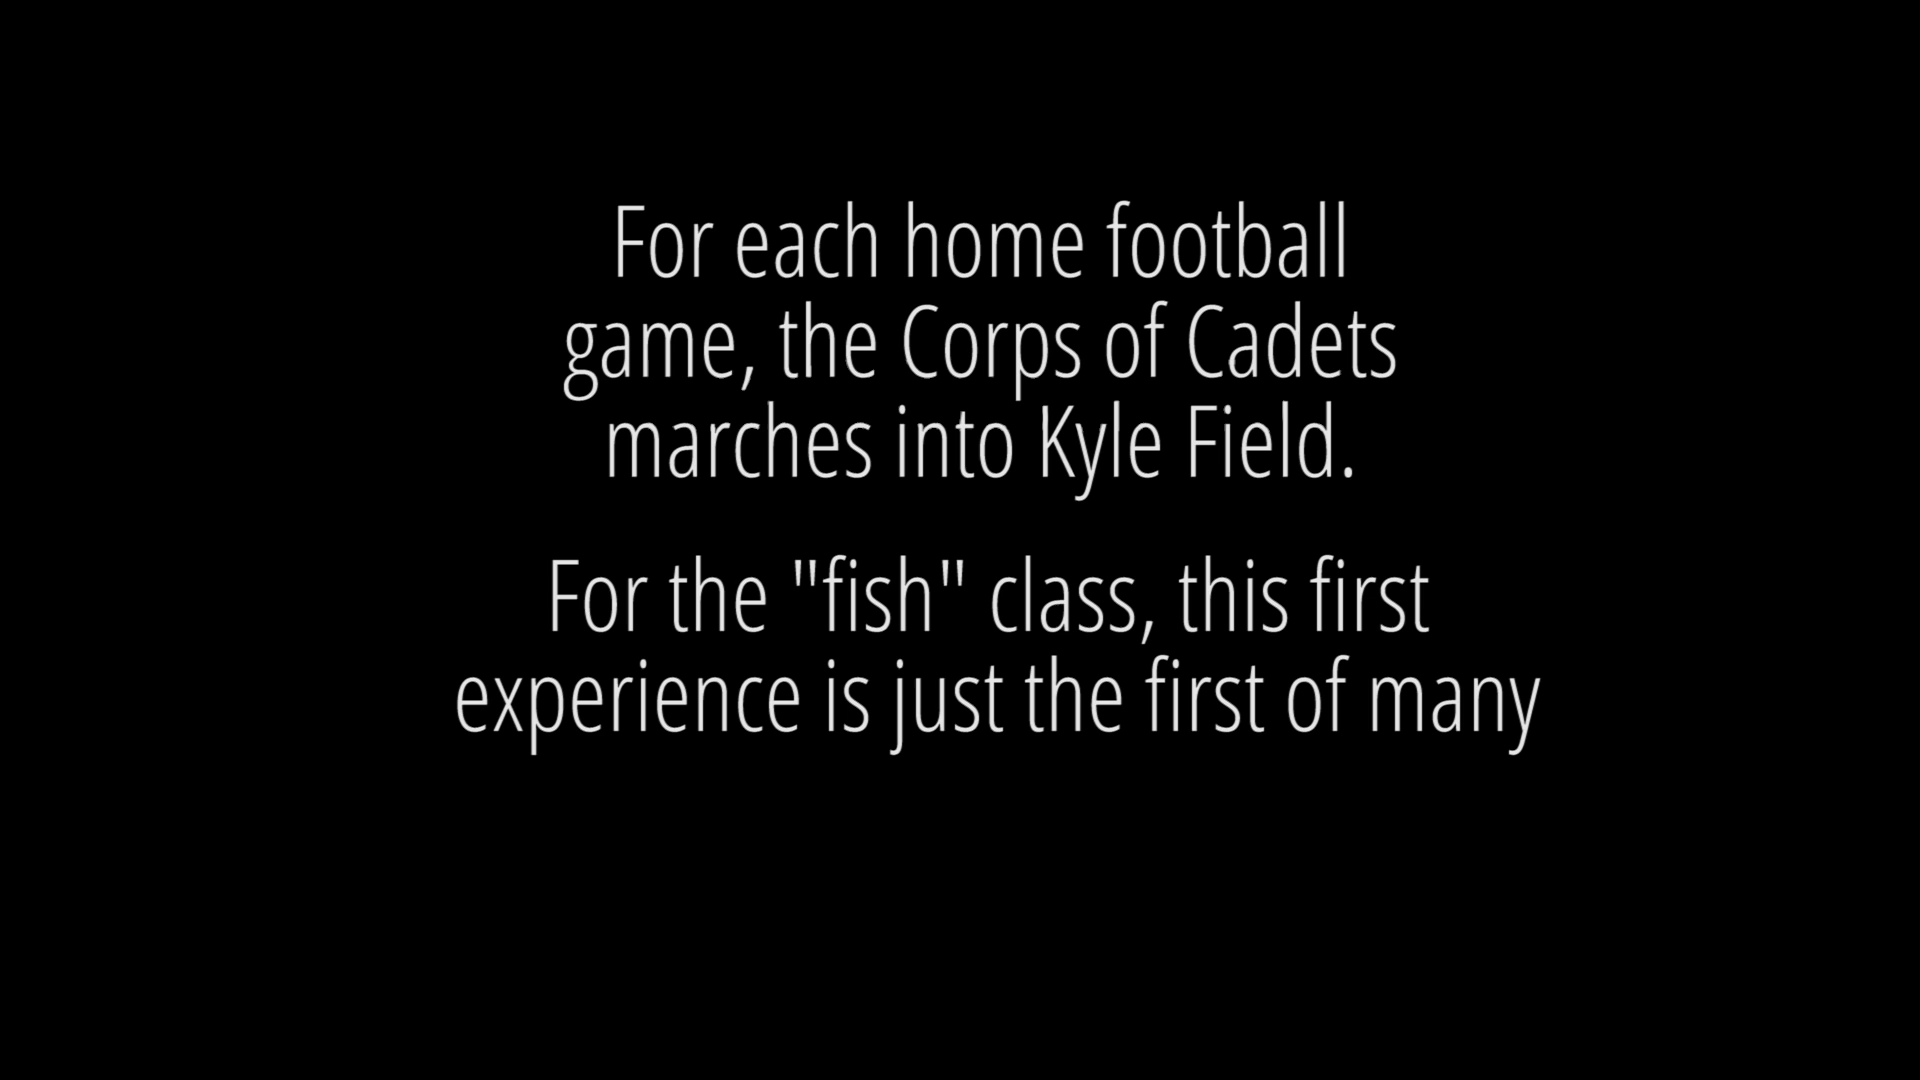 For each home football
game, the Corps of Cadets
marches into Kyle Field.
For the "fish" class, this first
experience is just the first of many